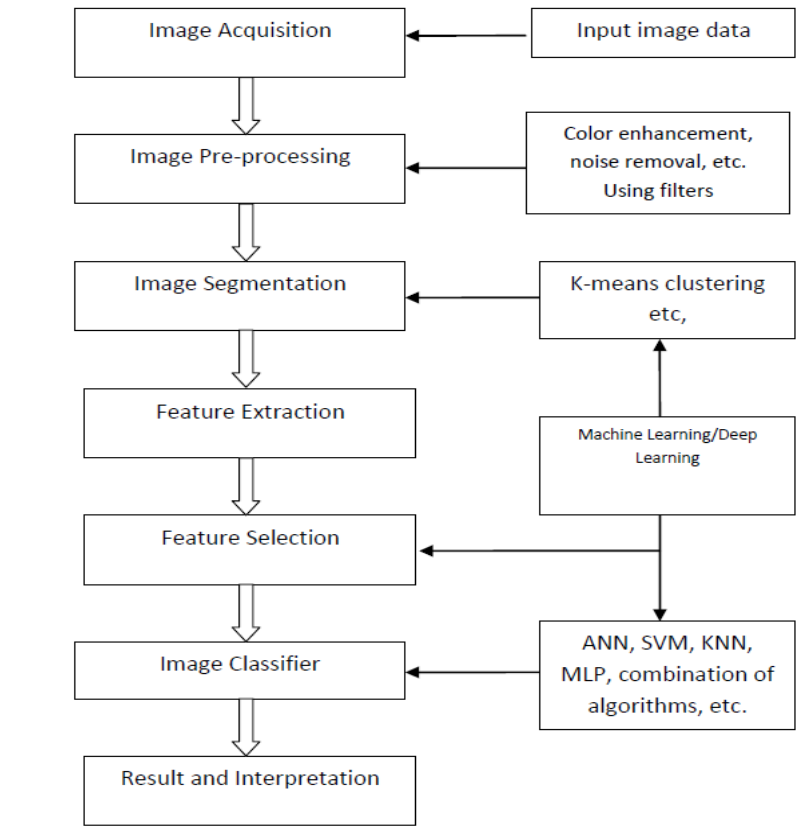 Image Acquisition
Input image data
Image Pre-processing
Color enhancement,
noise removal, etc.
Using filters
Image Segmentation
K-means clustering
etc,
Feature Extraction
Machine Learning/Deep
Learning
Feature Selection
Image Classifier
ANN, SVM, KNN,
MLP, combination of
algorithms, etc.
Result and Interpretation